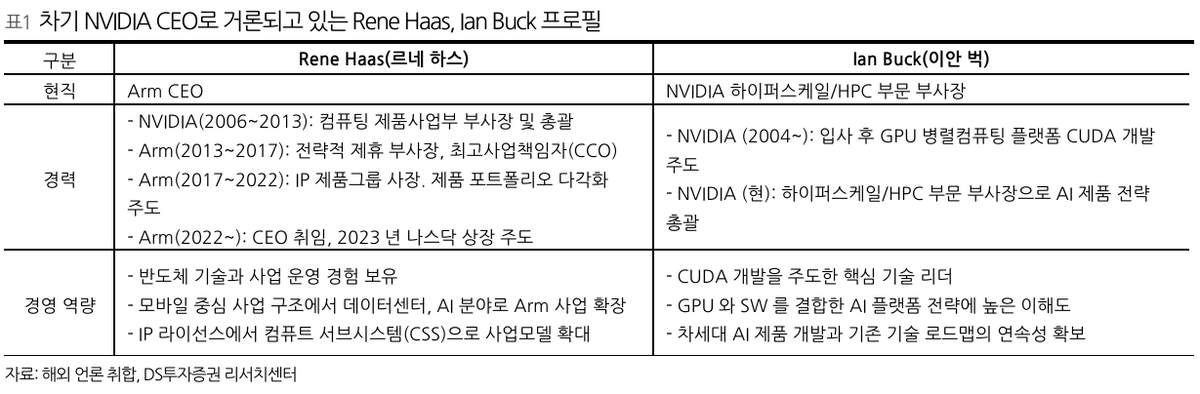 표1 차기 NVIDIA CEO로 거론되고 있는 Rene Haas, Ian Buck 프로필
구분 Rene Haas(르네 하스) Ian Buck(이안 벅)
현직 Arm CEO NVIDIA 하이퍼스케일/HPC 부문 부사장
경력
- NVIDIA(2006~2013): 컴퓨팅 제품사업부 부사장 및 총괄
- Arm(2013~2017): 전략적 제휴 부사장, 최고사업책임자(CCO)
- Arm(2017~2022): IP 제품그룹 사장. 제품 포트폴리오 다각화
주도
- Arm(2022~): CEO 취임, 2023 년 나스닥 상장 주도
- NVIDIA (2004~): 입사 후 GPU 병렬컴퓨팅 플랫폼 CUDA 개발
주도
- NVIDIA (현): 하이퍼스케일/HPC 부문 부사장으로 AI 제품 전략
총괄
경영 역량
- 반도체 기술과 사업 운영 경험 보유
- 모바일 중심 사업 구조에서 데이터센터, AI 분야로 Arm 사업 확장
- IP 라이선스에서 컴퓨트 서브시스템(CSS)으로 사업모델 확대
- CUDA 개발을 주도한 핵심 기술 리더
- GPU 와 SW 를 결합한 AI 플랫폼 전략에 높은 이해도
- 차세대 AI 제품 개발과 기존 기술 로드맵의 연속성 확보
자료: 해외 언론 취합, DS투자증권 리서치센터